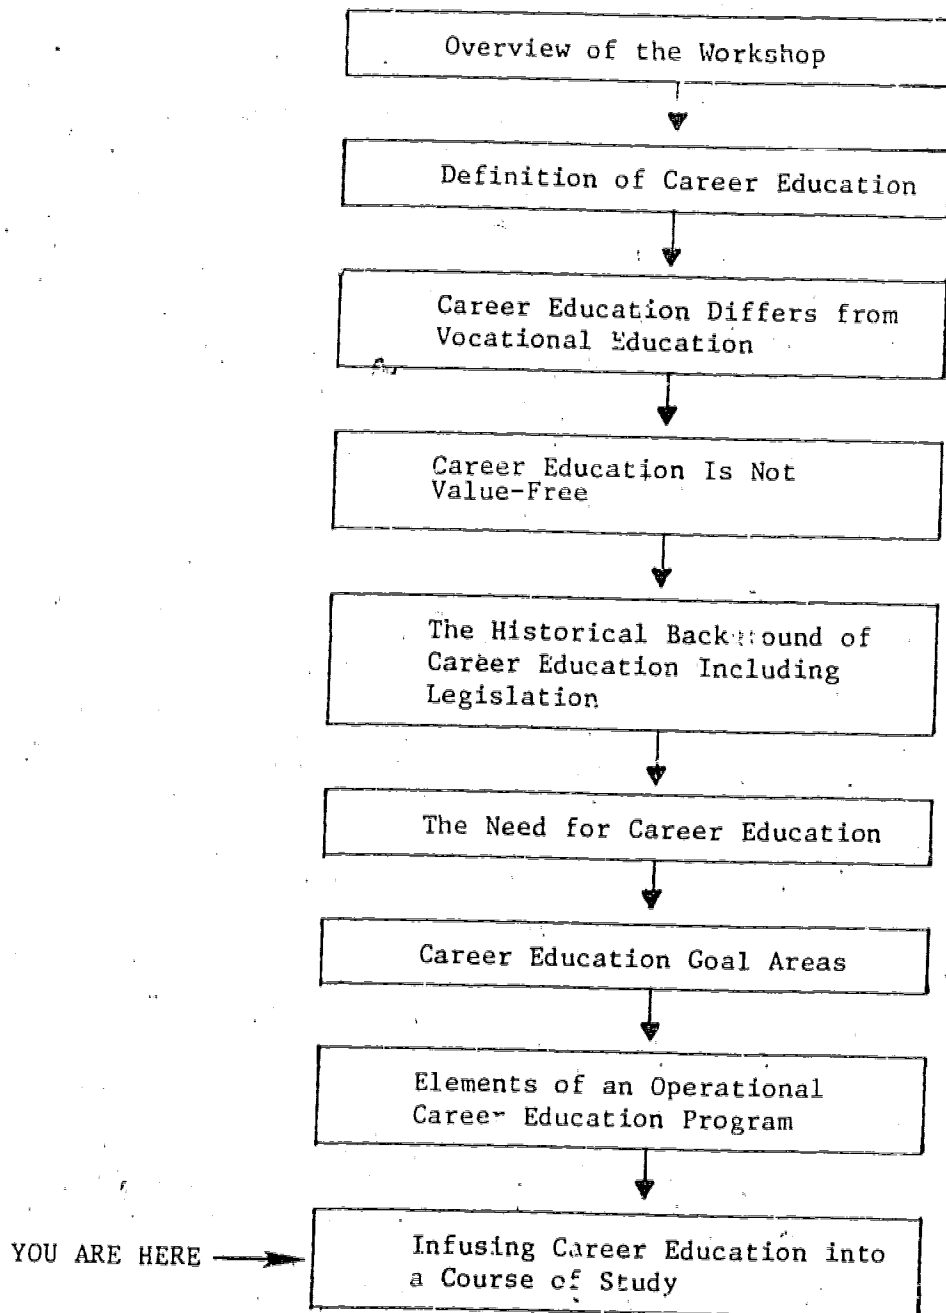 Overview of the Workshop
Definition of Career Education
Career Education Differs from
Vocational Education
Career Education Is Not
Value-Free
The Historical Background of
Career Education Including
Legislation
The Need for Career Education
Career Education Goal Areas
Elements of an Operational
Career Education Program
YOU ARE HERE
Infusing Career Education into
a Course of Study